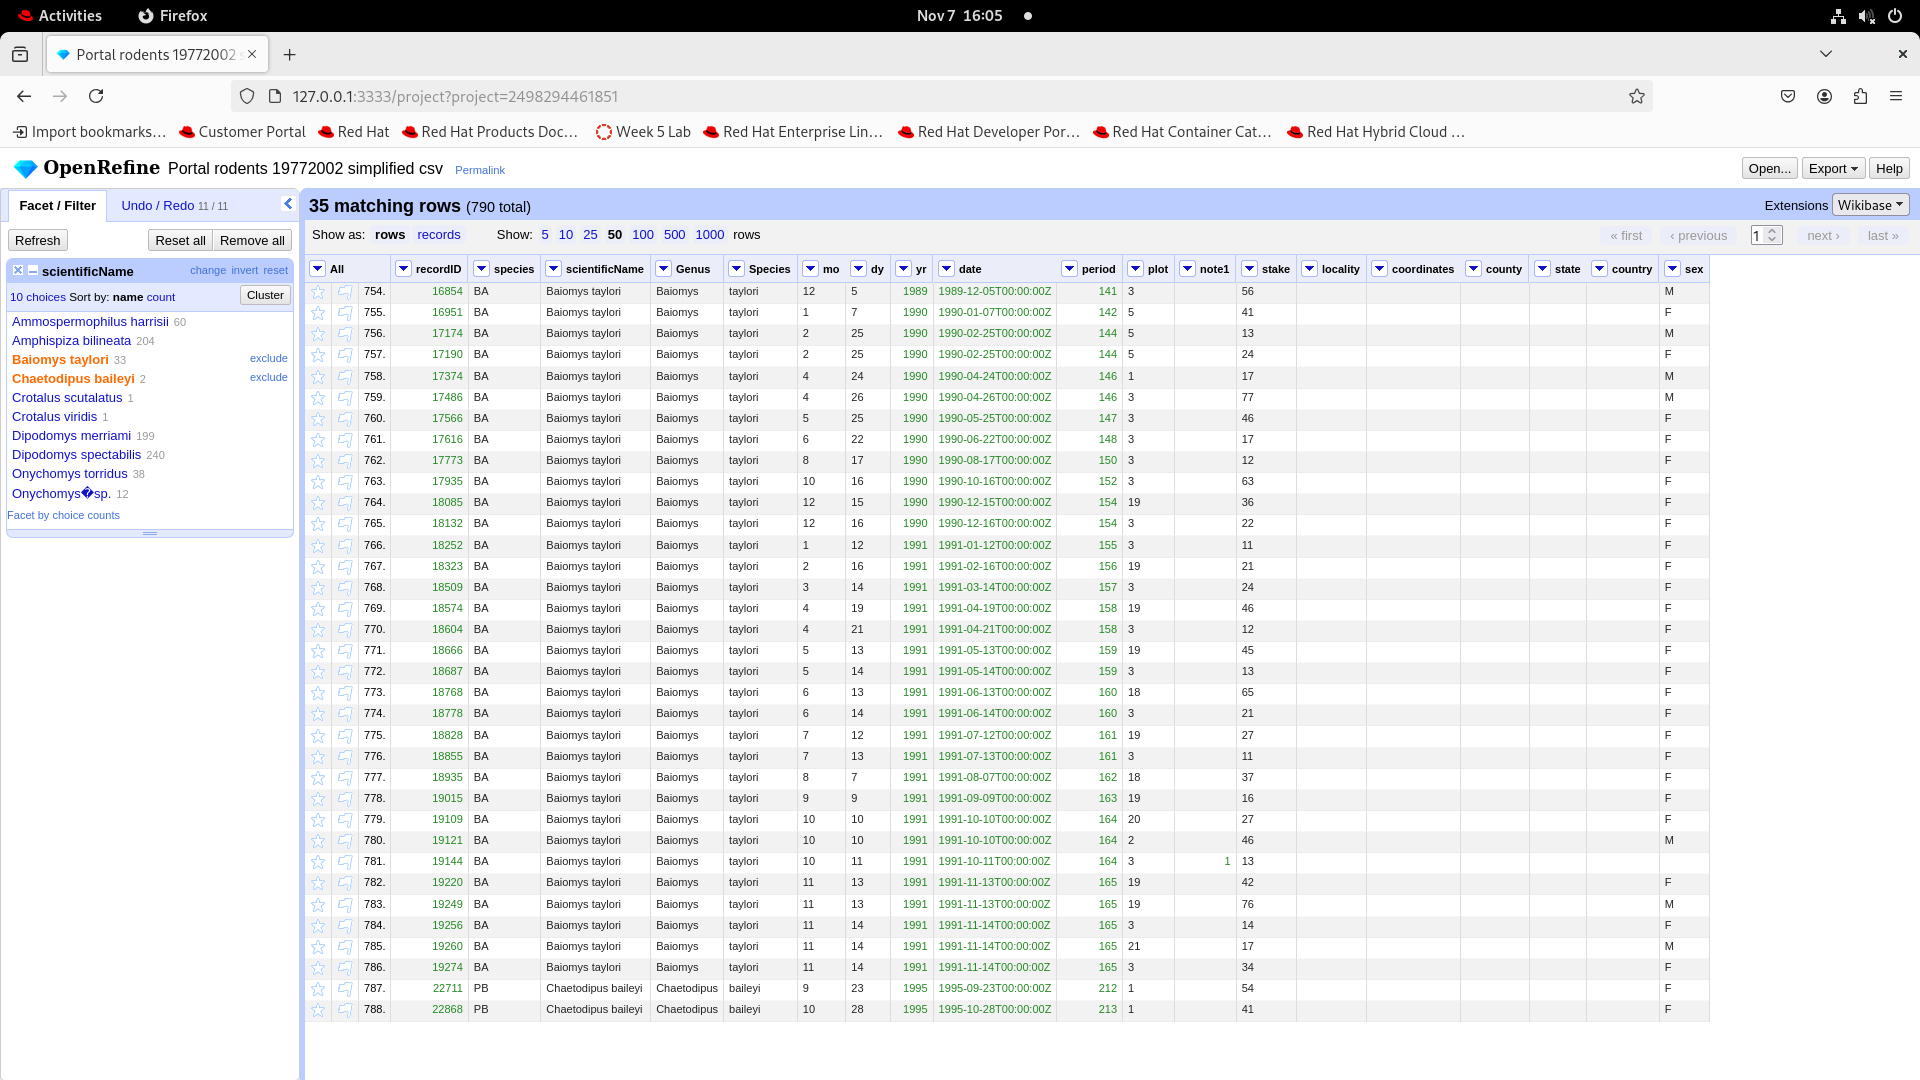 Activities Firefox Nov 7 16:05
Portal rodents 19772002 s
127.0.0.1:3333/project?project=2498294461851
Import bookmarks… Customer Portal Red Hat Red Hat Products Doc… Week 5 Lab Red Hat Enterprise Lin… Red Hat Developer Por… Red Hat Container Cat… Red Hat Hybrid Cloud …
OpenRefine Portal rodents 19772002 simplified csv Permalink Open... Export Help
Facet / Filter Undo / Redo 11 / 11
Refresh Reset all Remove all
scientificName change invert reset
10 choices Sort by: name count Cluster
Ammospermophilus harrisii 60
Amphispiza bilineata 204
Baiomys taylori 33 exclude
Chaetodipus baileyi 2 exclude
Crotalus scutalatus 1
Crotalus viridis 1
Dipodomys merriami 199
Dipodomys spectabilis 240
Onychomys torridus 38
Onychomys�sp. 12
Facet by choice counts
35 matching rows (790 total) Extensions Wikibase
Show as: rows records Show: 5 10 25 50 100 500 1000 rows « first ‹ previous 1 next › last »
All recordID species scientificName Genus Species mo dy yr date period plot note1 stake locality coordinates county state country sex
754. 16854 BA Baiomys taylori Baiomys taylori 12 5 1989 1989-12-05T00:00:00Z 141 3 56 M
755. 16951 BA Baiomys taylori Baiomys taylori 1 7 1990 1990-01-07T00:00:00Z 142 5 41 F
756. 17174 BA Baiomys taylori Baiomys taylori 2 25 1990 1990-02-25T00:00:00Z 144 5 13 M
757. 17190 BA Baiomys taylori Baiomys taylori 2 25 1990 1990-02-25T00:00:00Z 144 5 24 F
758. 17374 BA Baiomys taylori Baiomys taylori 4 24 1990 1990-04-24T00:00:00Z 146 1 17 M
759. 17486 BA Baiomys taylori Baiomys taylori 4 26 1990 1990-04-26T00:00:00Z 146 3 77 M
760. 17566 BA Baiomys taylori Baiomys taylori 5 25 1990 1990-05-25T00:00:00Z 147 3 46 F
761. 17616 BA Baiomys taylori Baiomys taylori 6 22 1990 1990-06-22T00:00:00Z 148 3 17 F
762. 17773 BA Baiomys taylori Baiomys taylori 8 17 1990 1990-08-17T00:00:00Z 150 3 12 F
763. 17935 BA Baiomys taylori Baiomys taylori 10 16 1990 1990-10-16T00:00:00Z 152 3 63 F
764. 18085 BA Baiomys taylori Baiomys taylori 12 15 1990 1990-12-15T00:00:00Z 154 19 36 F
765. 18132 BA Baiomys taylori Baiomys taylori 12 16 1990 1990-12-16T00:00:00Z 154 3 22 F
766. 18252 BA Baiomys taylori Baiomys taylori 1 12 1991 1991-01-12T00:00:00Z 155 3 11 F
767. 18323 BA Baiomys taylori Baiomys taylori 2 16 1991 1991-02-16T00:00:00Z 156 19 21 F
768. 18509 BA Baiomys taylori Baiomys taylori 3 14 1991 1991-03-14T00:00:00Z 157 3 24 F
769. 18574 BA Baiomys taylori Baiomys taylori 4 19 1991 1991-04-19T00:00:00Z 158 19 46 F
770. 18604 BA Baiomys taylori Baiomys taylori 4 21 1991 1991-04-21T00:00:00Z 158 3 12 F
771. 18666 BA Baiomys taylori Baiomys taylori 5 13 1991 1991-05-13T00:00:00Z 159 19 45 F
772. 18687 BA Baiomys taylori Baiomys taylori 5 14 1991 1991-05-14T00:00:00Z 159 3 13 F
773. 18768 BA Baiomys taylori Baiomys taylori 6 13 1991 1991-06-13T00:00:00Z 160 18 65 F
774. 18778 BA Baiomys taylori Baiomys taylori 6 14 1991 1991-06-14T00:00:00Z 160 3 21 F
775. 18828 BA Baiomys taylori Baiomys taylori 7 12 1991 1991-07-12T00:00:00Z 161 19 27 F
776. 18855 BA Baiomys taylori Baiomys taylori 7 13 1991 1991-07-13T00:00:00Z 161 3 11 F
777. 18935 BA Baiomys taylori Baiomys taylori 8 7 1991 1991-08-07T00:00:00Z 162 18 37 F
778. 19015 BA Baiomys taylori Baiomys taylori 9 9 1991 1991-09-09T00:00:00Z 163 19 16 F
779. 19109 BA Baiomys taylori Baiomys taylori 10 10 1991 1991-10-10T00:00:00Z 164 20 27 F
780. 19121 BA Baiomys taylori Baiomys taylori 10 10 1991 1991-10-10T00:00:00Z 164 2 46 M
781. 19144 BA Baiomys taylori Baiomys taylori 10 11 1991 1991-10-11T00:00:00Z 164 3 1 13
782. 19220 BA Baiomys taylori Baiomys taylori 11 13 1991 1991-11-13T00:00:00Z 165 19 42 F
783. 19249 BA Baiomys taylori Baiomys taylori 11 13 1991 1991-11-13T00:00:00Z 165 19 76 M
784. 19256 BA Baiomys taylori Baiomys taylori 11 14 1991 1991-11-14T00:00:00Z 165 3 14 F
785. 19260 BA Baiomys taylori Baiomys taylori 11 14 1991 1991-11-14T00:00:00Z 165 21 17 M
786. 19274 BA Baiomys taylori Baiomys taylori 11 14 1991 1991-11-14T00:00:00Z 165 3 34 F
787. 22711 PB Chaetodipus baileyi Chaetodipus baileyi 9 23 1995 1995-09-23T00:00:00Z 212 1 54 F
788. 22868 PB Chaetodipus baileyi Chaetodipus baileyi 10 28 1995 1995-10-28T00:00:00Z 213 1 41 F